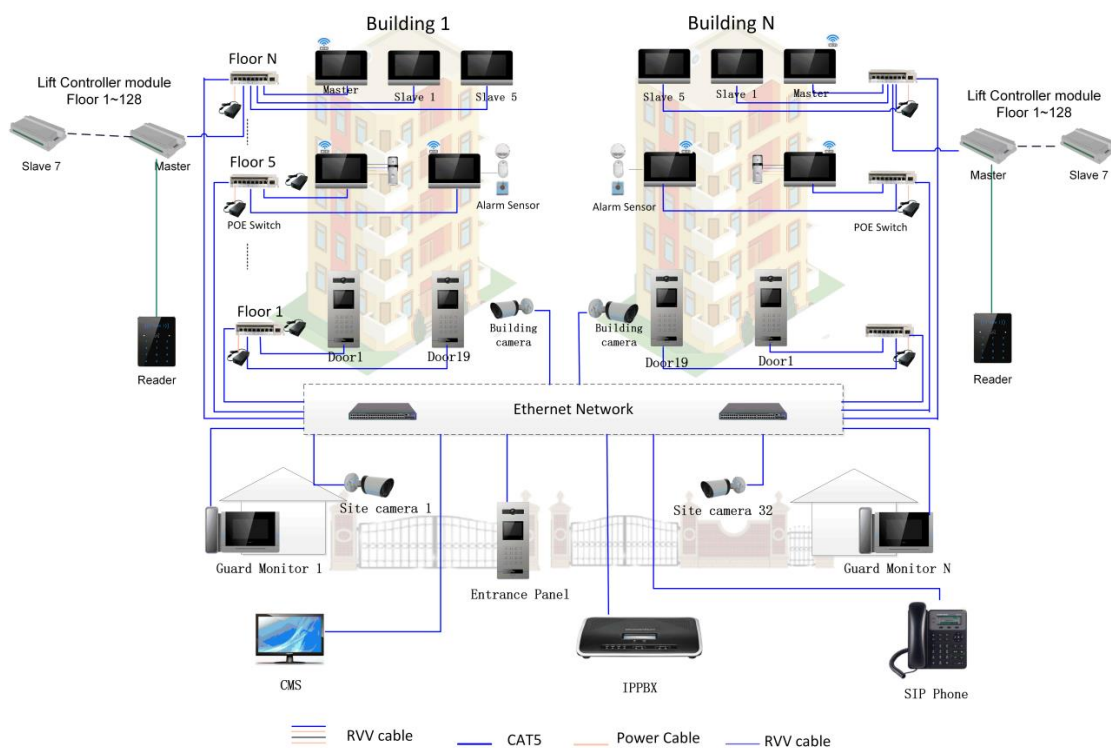 Building 1
Building N
Floor N
Master
Slave 1
Slave 5
Slave 5
Slave 1
Master
Lift Controller module
Floor 1~128
Lift Controller module
Floor 1~128
Slave 7
Master
Master
Slave 7
Floor 5
POE Switch
Alarm Sensor
Alarm Sensor
POE Switch
Floor 1
Door1
Door19
Building
camera
Building
camera
Door19
Door1
Reader
Reader
Ethernet Network
Site camera 1
Site camera 32
Guard Monitor 1
Entrance Panel
Guard Monitor N
CMS
IPPBX
SIP Phone
RVV cable
CAT5
Power Cable
RVV cable